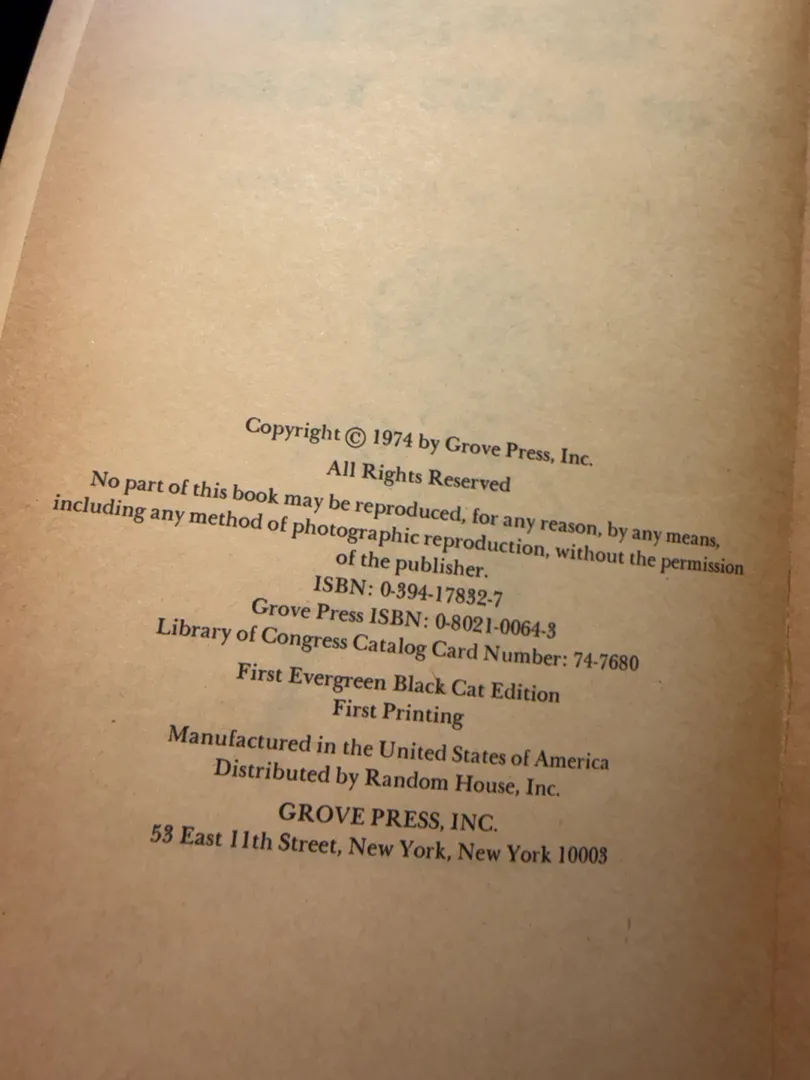 Copyright © 1974 by Grove Press, Inc.
All Rights Reserved
No part of this book may be reproduced, for any reason, by any means,
including any method of photographic reproduction, without the permission
of the publisher.
ISBN: 0-394-17832-7
Grove Press ISBN: 0-8021-0064-3
Library of Congress Catalog Card Number: 74-7680
First Evergreen Black Cat Edition
First Printing
Manufactured in the United States of America
Distributed by Random House, Inc.
GROVE PRESS, INC.
53 East 11th Street, New York, New York 10003